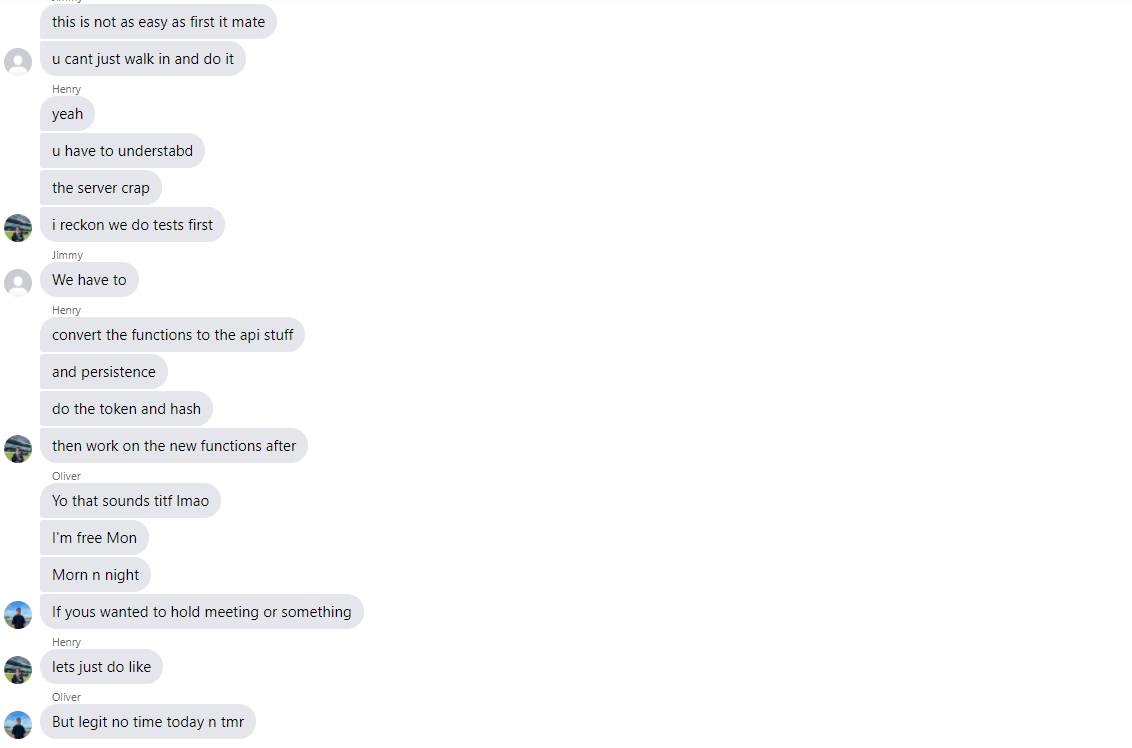 Jimmy
this is not as easy as first it mate
u cant just walk in and do it
Henry
yeah
u have to understabd
the server crap
i reckon we do tests first
Jimmy
We have to
Henry
convert the functions to the api stuff
and persistence
do the token and hash
then work on the new functions after
Oliver
Yo that sounds titf lmao
I'm free Mon
Morn n night
If yous wanted to hold meeting or something
Henry
lets just do like
Oliver
But legit no time today n tmr